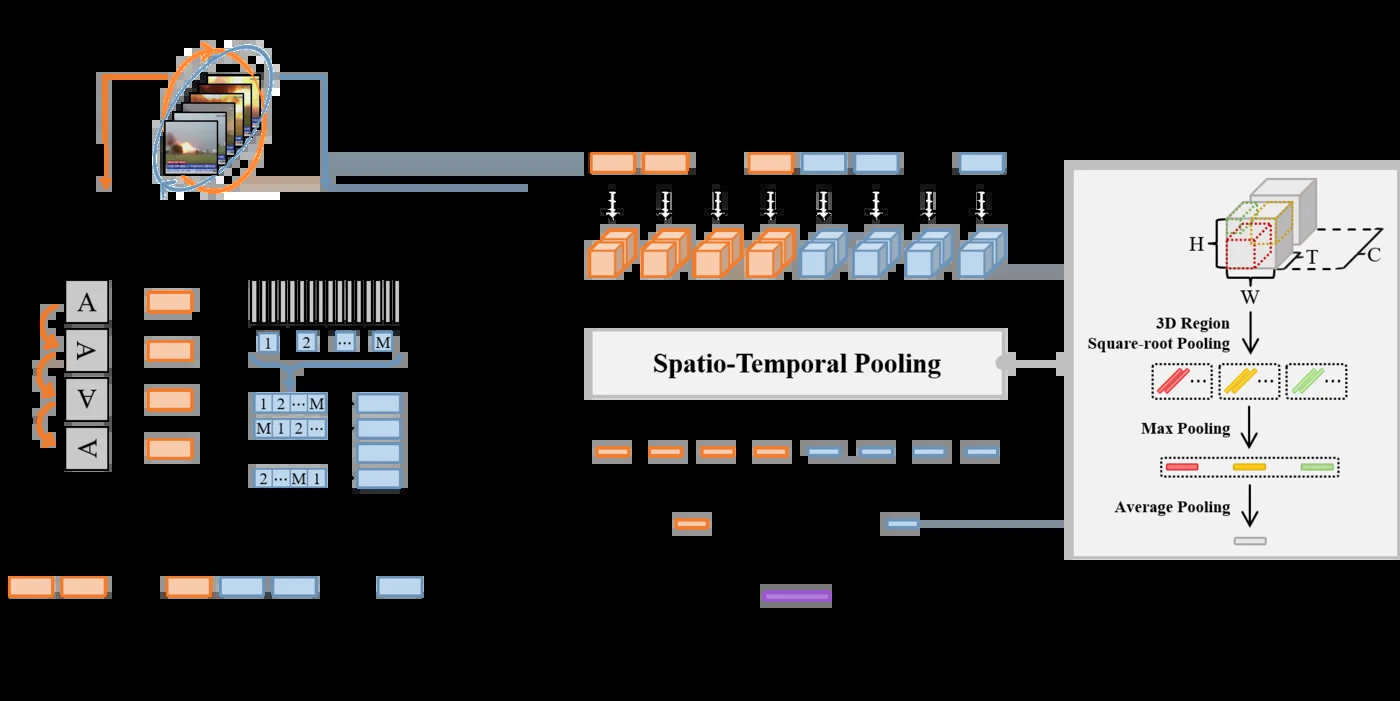 A
A
A
A
1 2 ... M
1 2 ... M
M 1 2 ...
2 ... M 1
Spatio-Temporal Pooling
H
T
C
W
3D Region
Square-root Pooling
... ... ...
Max Pooling
Average Pooling